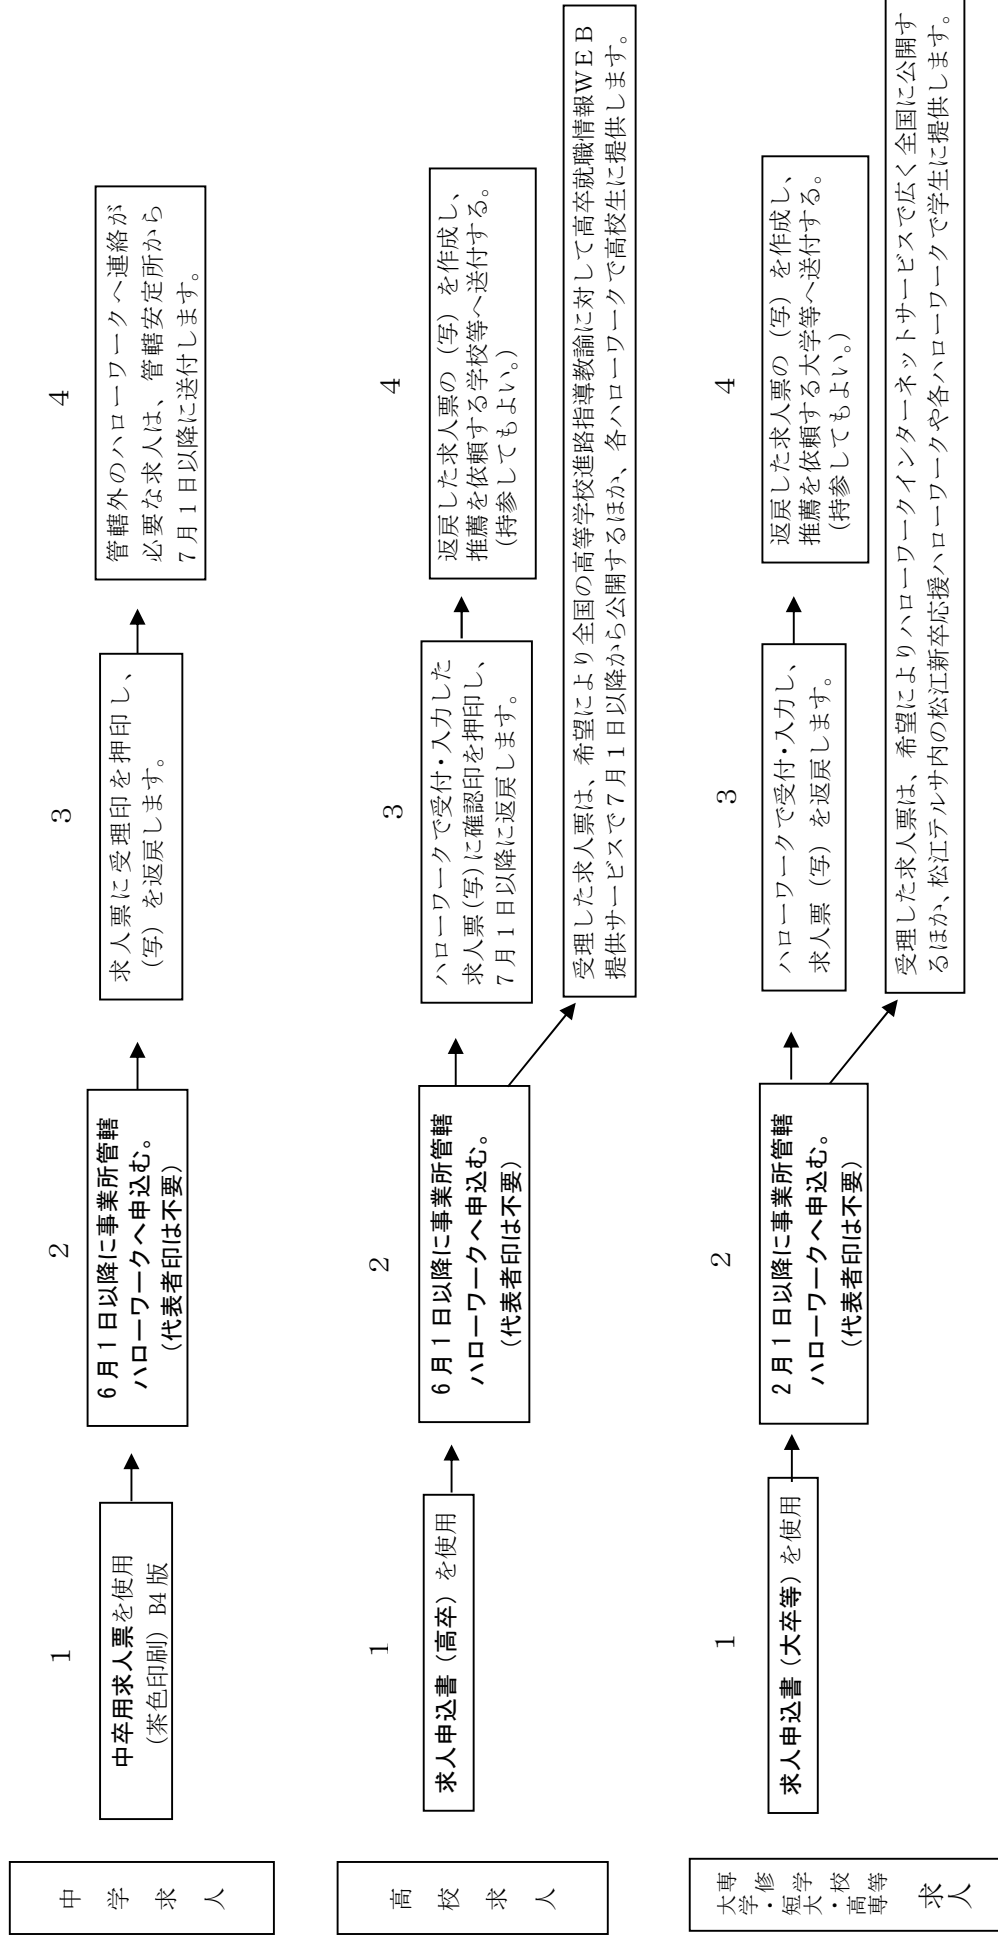 中学求人
1
中卒用求人票を使用
(茶色印刷) B4 版
2
6月1日以降に事業所管轄
ハローワークへ申込む。
(代表者印は不要)
3
求人票に受理印を押印し、
(写) を返戻します。
4
管轄外のハローワークへ連絡が
必要な求人は、管轄安定所から
7月1日以降に送付します。
高校求人
1
求人申込書(高卒)を使用
2
6月1日以降に事業所管轄
ハローワークへ申込む。
(代表者印は不要)
3
ハローワークで受付・入力した
求人票(写)に確認印を押印し、
7月1日以降に返戻します。
4
返戻した求人票の(写)を作成し、
推薦を依頼する学校等へ送付する。
(持参してもよい。)
受理した求人票は、希望により全国の高等学校進路指導教諭に対して高卒就職情報WEB
提供サービスで7月1日以降から公開するほか、各ハローワークで高校生に提供します。
大学・短大・高専
専修学校等
求人
1
求人申込書(大卒等)を使用
2
2月1日以降に事業所管轄
ハローワークへ申込む。
(代表者印は不要)
3
ハローワークで受付・入力し、
求人票(写)を返戻します。
4
返戻した求人票の(写)を作成し、
推薦を依頼する大学等へ送付する。
(持参してもよい。)
受理した求人票は、希望によりハローワークインターネットサービスで広く全国に公開す
るほか、松江テルサ内の松江新卒応援ハローワークや各ハローワークで学生に提供します。